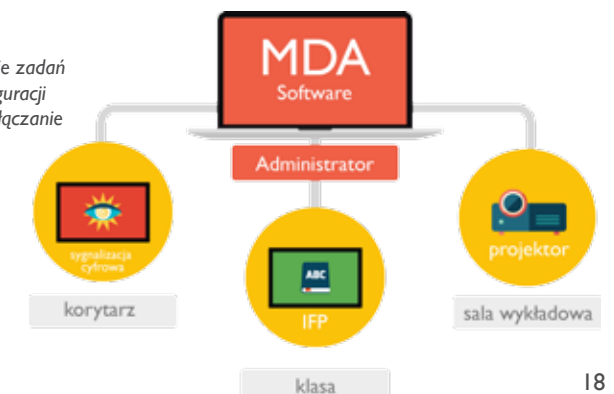 MDA
Software
e zadań
guracji
łączanie
Administrator
sygnalizacja
cyfrowa
ABC
IFP
projektor
korytarz
klasa
sala wykładowa
18